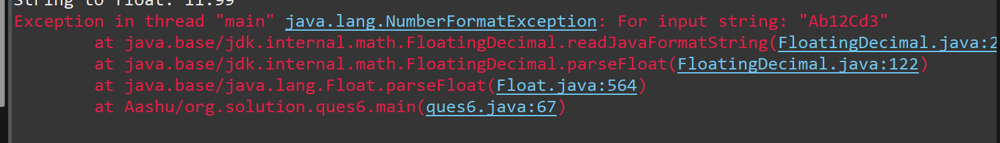 String to float: 11.99
Exception in thread "main" java.lang.NumberFormatException: For input string: "Ab12Cd3"
at java.base/jdk.internal.math.FloatingDecimal.readJavaFormatString(FloatingDecimal.java:2
at java.base/jdk.internal.math.FloatingDecimal.parseFloat(FloatingDecimal.java:122)
at java.base/java.lang.Float.parseFloat(Float.java:564)
at Aashu/org.solution.ques6.main(ques6.java:67)